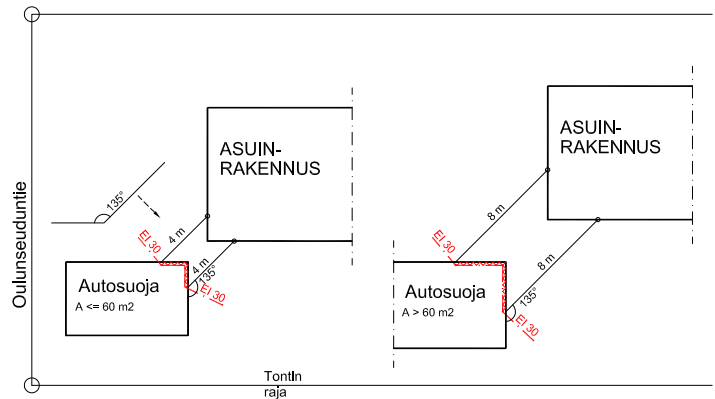 Oulunseuduntie
135°
ASUIN-
RAKENNUS
4 m
EI 30
4 m
135°
EI 30
Autosuoja
A <= 60 m2
ASUIN-
RAKENNUS
8 m
EI 30
8 m
135°
EI 30
Autosuoja
A > 60 m2
TontIn
raja